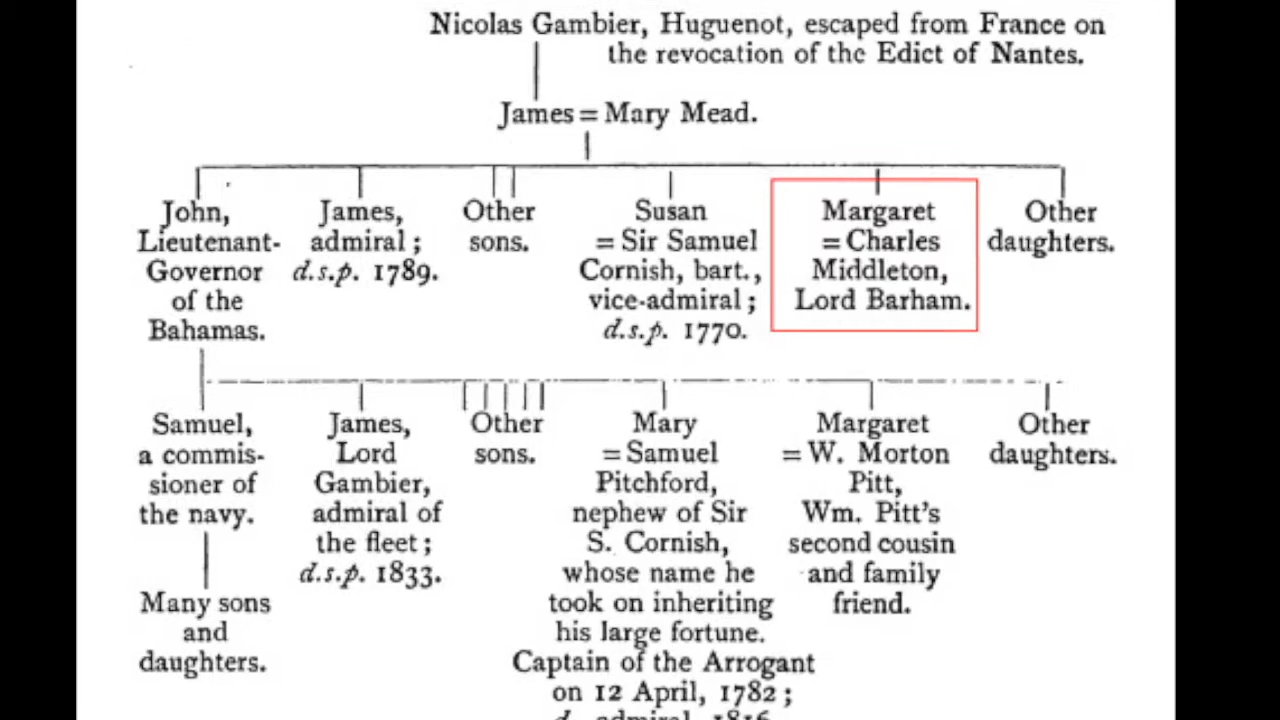 Nicolas Gambier, Huguenot, escaped from France on
the revocation of the Edict of Nantes.
James = Mary Mead.
John,
Lieutenant-
Governor
of the
Bahamas.
James,
admiral;
d.s.p. 1789.
Other
sons.
Susan
= Sir Samuel
Cornish, bart.,
vice-admiral;
d.s.p. 1770.
Margaret
= Charles
Middleton,
Lord Barham.
Other
daughters.
Samuel,
a commis-
sioner of
the navy.
Many sons
and
daughters.
James,
Lord
Gambier,
admiral of
the fleet;
d.s.p. 1833.
Other
sons.
Mary
= Samuel
Pitchford,
nephew of Sir
S. Cornish,
whose name he
took on inheriting
his large fortune.
Captain of the Arrogant
on 12 April, 1782;
d. admiral, 1816
Margaret
= W. Morton
Pitt,
Wm. Pitt's
second cousin
and family
friend.
Other
daughters.